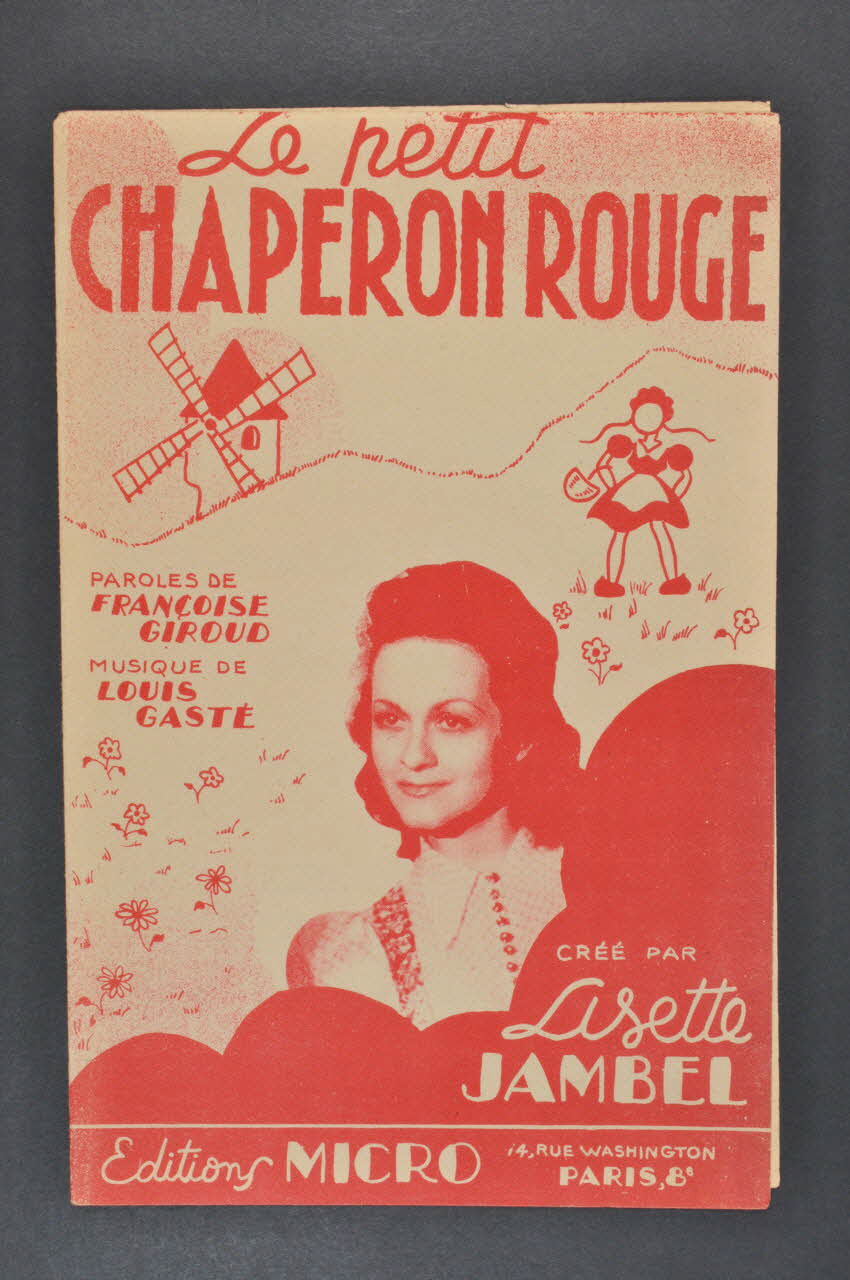 Le petit
CHAPERON ROUGE
PAROLES DE
FRANÇOISE
GIROUD
MUSIQUE DE
LOUIS
GASTÉ
CRÉÉ PAR
Lisette
JAMBEL
Editions MICRO
14, RUE WASHINGTON
PARIS, 8e